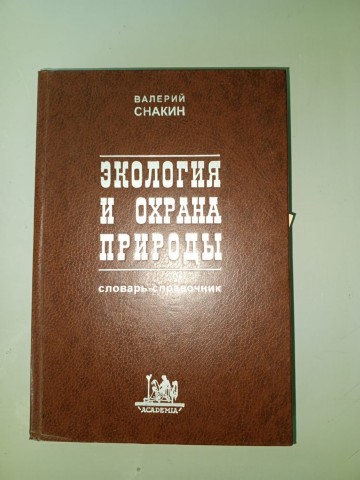 ВАЛЕРИЙ
СНАКИН
ЭКОЛОГИЯ
И ОХРАНА
ПРИРОДЫ
словарь-справочник
ACADEMIA